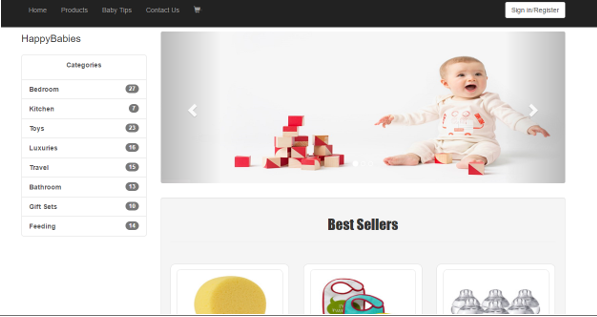 Home Products Baby Tips Contact Us Sign in/Register
HappyBabies
Categories
Bedroom 27
Kitchen 7
Toys 23
Luxuries 16
Travel 15
Bathroom 13
Gift Sets 10
Feeding 14
Best Sellers